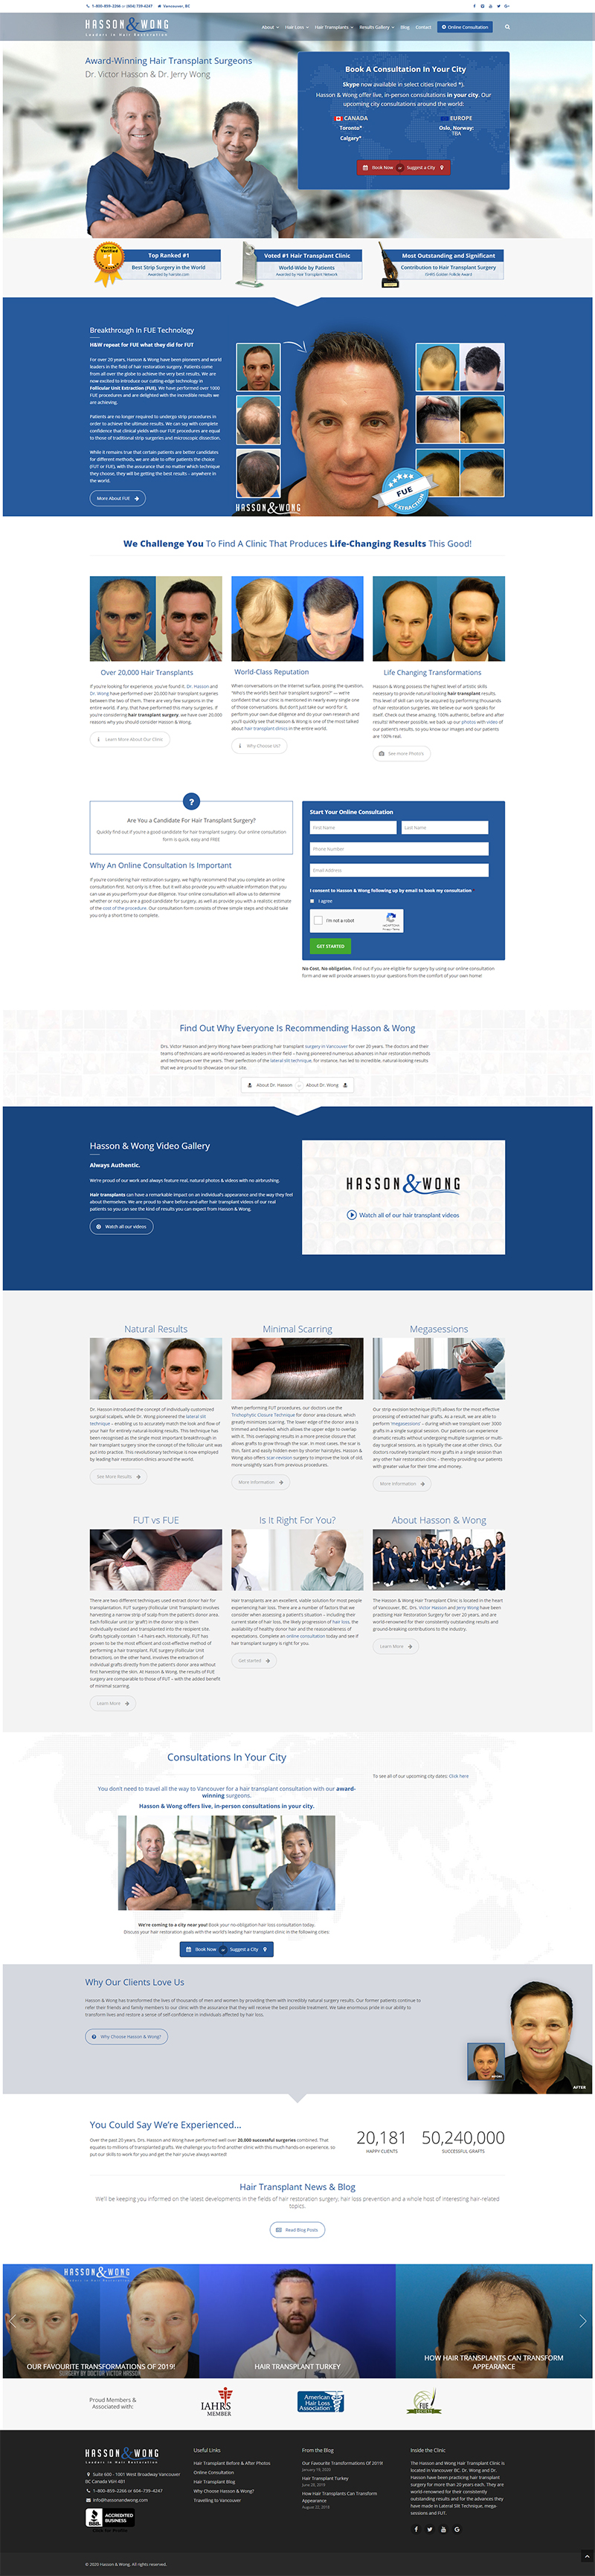 1-800-859-2266 or (604) 739-4247 Vancouver, BC
HASSON & WONG
Leaders in Hair Restoration
About Hair Loss Hair Transplants Results Gallery Blog Contact Online Consultation
Award-Winning Hair Transplant Surgeons
Dr. Victor Hasson & Dr. Jerry Wong
Book A Consultation In Your City
Skype now available in select cities (marked *).
Hasson & Wong offer live, in-person consultations in your city. Our
upcoming city consultations around the world:
CANADA
Toronto*
Calgary*
EUROPE
Oslo, Norway:
TBA
Book Now or Suggest a City
Top Ranked #1
Best Strip Surgery in the World
Voted #1 Hair Transplant Clinic
World-Wide by Patients
Awarded by Hair Transplant Network
Most Outstanding and Significant
Contribution to Hair Transplant Surgery
ISHRS Golden Follicle Award
Breakthrough In FUE Technology
H&W repeat for FUE what they did for FUT
For over 20 years, Hasson & Wong have been pioneers and world
leaders in the field of hair restoration surgery. Patients come
from all over the globe to achieve the very best results. We are
now excited to introduce our cutting edge technology in
Follicular Unit Extraction (FUE). We have performed over 1000
FUE procedures and are delighted with the incredible results we
are achieving.
Patients are no longer required to undergo strip procedures in
order to achieve the ultimate results. We can say with complete
confidence that clinical yields with our FUE procedures are equal
to those of traditional strip surgeries and microscopic dissection.
While it remains true that certain patients are better candidates
for different methods, we are able to offer patients the choice
(FUT or FUE), with the assurance that no matter which technique
they choose, they will be getting the best results - anywhere in
the world.
More About FUE
HASSON & WONG
FUE
EXTRACTION
We Challenge You To Find A Clinic That Produces Life-Changing Results This Good!
Over 20,000 Hair Transplants
If you're looking for experience, you've found it. Dr. Hasson and
Dr. Wong have performed over 20,000 hair transplant surgeries
between the two of them. There are very few surgeons in the
world, if any, that have performed this many surgeries. If you're
considering hair transplant surgery, we have over 20,000
reasons why you should consider Hasson & Wong.
Learn More About Our Clinic
World-Class Reputation
When conversations on the internet surface, posing the question,
"Who's the world's best hair transplant surgeons?" — we're
confident that our clinic is mentioned in nearly every single one
of those conversations. But don't just take our word for it:
perform your own due diligence and do your own research and
you'll quickly see that Hasson & Wong is one of the most talked
about hair transplant clinics in the entire world.
Why Choose Us?
Life Changing Transformations
Hasson & Wong possess the highest level of artistic skills
necessary hair transplant results.
This level of skill can only be acquired by performing thousands
of hair transplant surgeries. We believe our work speaks for
itself. Check out these amazing, 100% authentic, before and after
results! Whenever possible, we back up our photos with video of
our patient's results, so you know our images and our patients
are 100% real.
See more Photo's
?
Are You a Candidate For Hair Transplant Surgery?
Quickly find out if you're a good candidate for hair transplant surgery. Our online consultation
form is quick, easy and FREE.
Why An Online Consultation Is Important
If you're considering hair restoration surgery, we highly recommend that you complete an online
consultation first. Not only is it free, but it will also provide you with valuable information that you
can use as you perform your due diligence. Your online consultation will allow us to determine
whether or not you are a good candidate for surgery, as well as provide you with a realistic estimate
of the cost of the procedure. Our consultation form consists of three simple steps and should take
you only a short time to complete.
Start Your Online Consultation
First Name Last Name
Phone Number
Email Address
I consent to Hasson & Wong following up by email to book my consultation
I agree
I'm not a robot
reCAPTCHA
GET STARTED
No Cost, No obligation. Find out if you are eligible for surgery by using our online consultation
form and we will provide answers to your questions from the comfort of your own home!
Find Out Why Everyone Is Recommending Hasson & Wong
Drs. Victor Hasson and Jerry Wong have been practicing hair transplant surgery in Vancouver for over 20 years. The doctors and their
teams of technicians are world-renowned as leaders in their field – having pioneered numerous advances in hair restoration methods
and techniques over the years. Their perfection of the lateral-slit technique, for instance, has led to incredible, natural-looking results
that we are proud to showcase on our site.
About Dr. Hasson or About Dr. Wong
Hasson & Wong Video Gallery
Always Authentic.
We're proud of our work and always feature real, natural photos & videos with no airbrushing.
Hair transplants can have a remarkable impact on an individual's appearance and the way they feel
about themselves. We are proud to share before-and-after hair transplant videos of our real
patients so you can see the kind of results you can expect from Hasson & Wong.
Watch all our videos
HASSON & WONG
Watch all of our hair transplant videos
Natural Results
Dr. Hasson introduced the concept of individually customized
surgical scalpels, while Dr. Wong pioneered the lateral slit
technique – enabling us to accurately match the look and flow of
your hair for entirely natural-looking results. This technique has
been recognised as the single most important breakthrough in
hair transplant surgery since the concept of the follicular unit was
put into practice. This revolutionary technique is now employed
by leading hair restoration clinics around the world.
See More Results
Minimal Scarring
When performing FUT procedures, our doctors use the
Trichophytic Closure Technique for donor area closure, which
greatly minimizes scarring. The lower edge of the donor area is
trimmed and beveled, which allows the upper edge to overlap
with it. This overlapping results in a more precise closure that
allows grafts to grow through the scar. In most cases, the scar is
thin, faint and easily hidden even by shorter hairstyles. Hasson &
Wong also offers scar-revision surgery to improve the look of old,
more unsightly scars from previous procedures.
More Information
Megasessions
Our strip excision technique (FUT) allows for the most effective
processing of extracted hair grafts. As a result, we are able to
perform 'megasessions' – during which we transplant over 3000
grafts in a single surgical session. Our patients can experience
dramatic results without undergoing multiple surgeries or multi-
day surgical sessions, as is typically the case at other clinics. Our
doctors routinely transplant more grafts in a single session than
any other hair restoration clinic – thereby providing our patients
with greater value for their time and money.
More Information
FUT vs FUE
There are two different techniques used extract donor hair for
transplantation. FUT surgery (Follicular Unit Transplant) involves
harvesting a narrow strip of scalp from the patient's donor area.
Each follicular unit (or 'graft') in the donor strip is then
individually excised and transplanted into the recipient site.
Grafts typically contain 1-4 hairs each. Historically, FUT has
proven to be the most efficient and cost-effective method of
performing a hair transplant. FUE surgery (Follicular Unit
Extraction), on the other hand, involves the extraction of
individual grafts directly from the patient's donor area without
first harvesting the skin. At Hasson & Wong, the results of FUE
surgery are comparable to those of FUT – with the added benefit
of minimal scarring.
Learn More
Is It Right For You?
Hair transplants are an excellent, viable solution for most people
experiencing hair loss. There are a number of factors that we
consider when assessing a patient's situation – including their
current state of hair loss, the likely progression of hair loss, the
availability of healthy donor hair and the reasonableness of
expectations. Complete an online consultation today and see if
hair transplant surgery is right for you.
Get started
About Hasson & Wong
The Hasson & Wong Hair Transplant Clinic is located in the heart
of Vancouver, BC. Drs. Victor Hasson and Jerry Wong have been
practising Hair Restoration Surgery for over 20 years, and are
world-renowned for their consistently outstanding results and
ground-breaking contributions to the industry.
Learn More
Consultations In Your City
You don't need to travel all the way to Vancouver for a hair transplant consultation with our award-
winning surgeons.
Hasson & Wong offers live, in-person consultations in your city.
To see all of our upcoming city dates: Click here
We're coming to a city near you! Book your no-obligation hair loss consultation today.
Discuss your hair restoration goals with the world's leading hair transplant clinic in the following cities:
Book Now or Suggest a City
Why Our Clients Love Us
Hasson & Wong has transformed the lives of thousands of men and women by providing them with incredibly natural surgery results. Our former patients continue to
refer their friends and family members to our clinic with the assurance that they will receive the best possible treatment. We take enormous pride in our ability to
transform lives and restore a sense of self-confidence in individuals affected by hair loss.
Why Choose Hasson & Wong?
BEFORE
AFTER
You Could Say We're Experienced...
Over the past 20 years, Drs. Hasson and Wong have performed well over 20,000 successful surgeries combined. That
equates to millions of transplanted grafts. We challenge you to find another clinic with this much hands-on experience, so
put our skills to work for you and get the hair you've always wanted!
20,181
HAPPY CLIENTS
50,240,000
SUCCESSFUL GRAFTS
Hair Transplant News & Blog
We'll be keeping you informed on the latest developments in the fields of hair restoration surgery, hair loss prevention and a whole host of interesting hair-related
topics.
Read Blog Posts
HASSON & WONG
Leaders in Hair Restoration
OUR FAVOURITE TRANSFORMATIONS OF 2019!
SURGERY BY DOCTOR VICTOR HASSON
HAIR TRANSPLANT TURKEY
HOW HAIR TRANSPLANTS CAN TRANSFORM
APPEARANCE
Proud Members &
Associated with:
IAHRS
MEMBER
American
Hair Loss
Association
FUE
HASSON & WONG
Leaders in Hair Restoration
Suite 600 - 1001 West Broadway Vancouver
BC Canada V6H 4B1
1-800-859-2266 or 604-739-4247
info@hassonandwong.com
BBB
ACCREDITED
BUSINESS
Useful Links
Hair Transplant Before & After Photos
Online Consultation
Hair Transplant Blog
Why Choose Hasson & Wong?
Travelling to Vancouver
From the Blog
Our Favourite Transformations Of 2019!
January 10, 2020
Hair Transplant Turkey
June 28, 2019
How Hair Transplants Can Transform
Appearance
August 22, 2018
Inside the Clinic
The Hasson and Wong Hair Transplant Clinic is
located in Vancouver BC. Dr. Wong and Dr.
Hasson have been practicing hair transplant
surgery for more than 20 years each. They are
world renowned for their consistently
outstanding results and for the advances they
have made in Lateral Slit Technique, mega-
sessions and FUT.
© 2020 Hasson & Wong. All rights reserved.